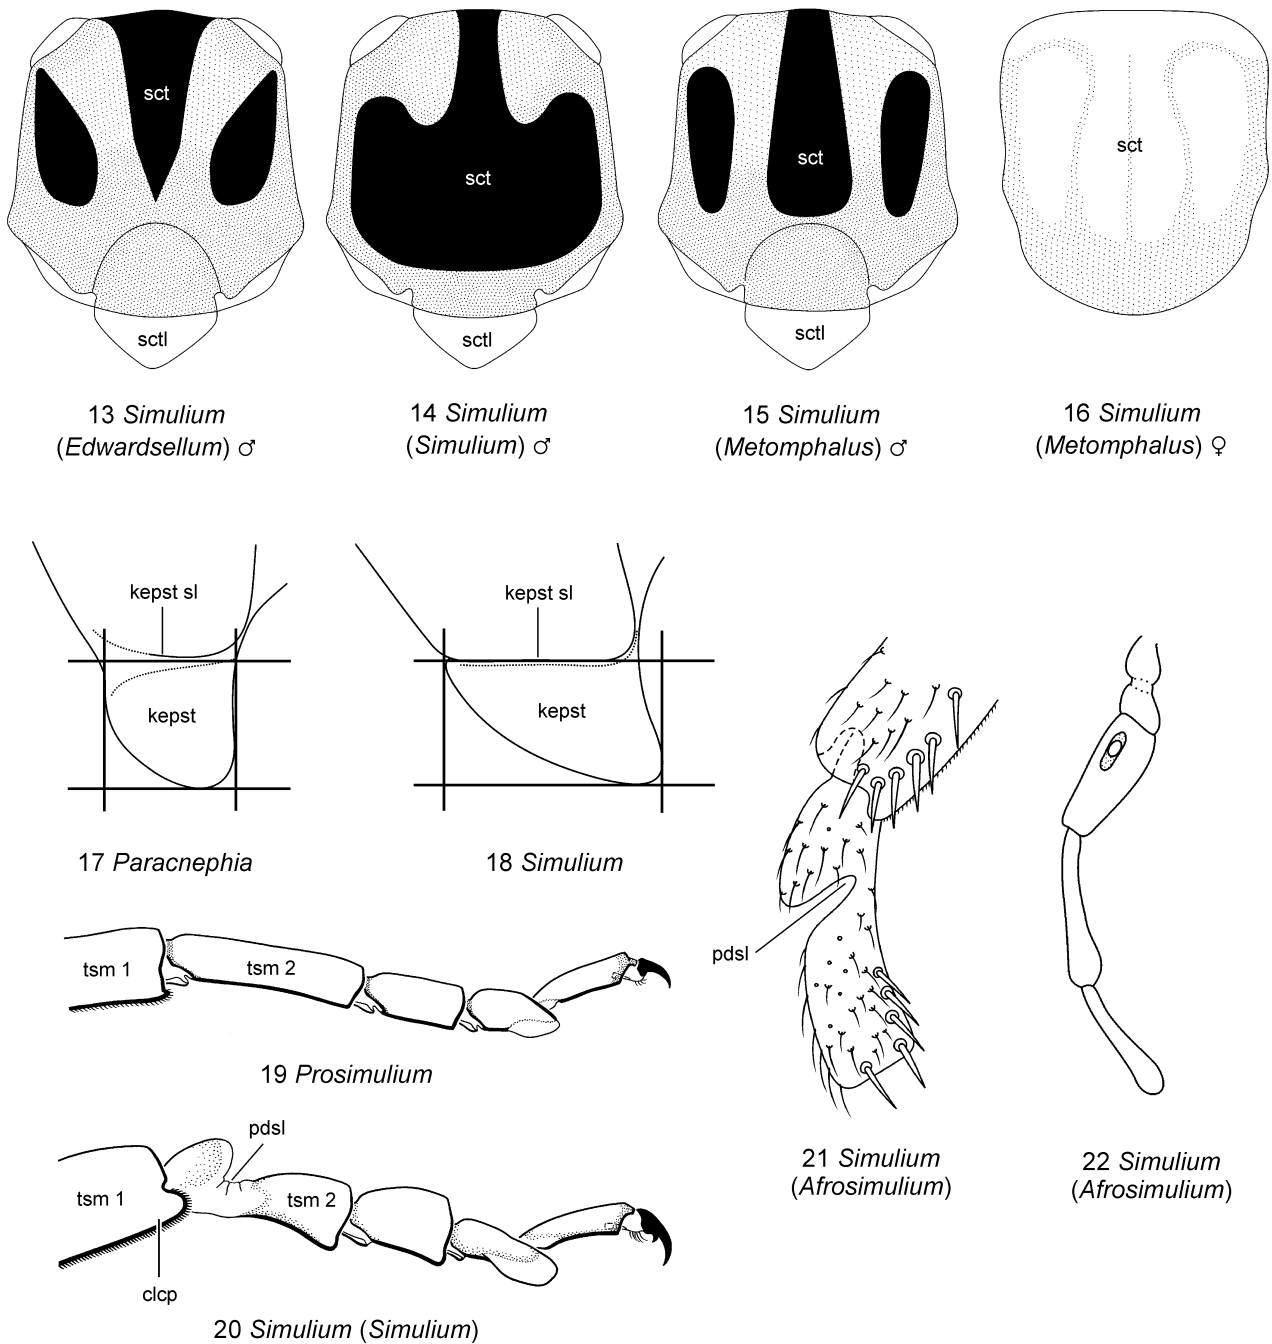 sct
sct
sct
sct
sctl
sctl
sctl
13 Simulium
(Edwardsellum) ♂
14 Simulium
(Simulium) ♂
15 Simulium
(Metomphalus) ♂
16 Simulium
(Metomphalus) ♀
kepst sl
kepst
17 Paracnephia
kepst sl
kepst
18 Simulium
tsm 1
tsm 2
19 Prosimulium
pdsl
tsm 1
tsm 2
clcp
20 Simulium (Simulium)
pdsl
21 Simulium
(Afrosimulium)
22 Simulium
(Afrosimulium)